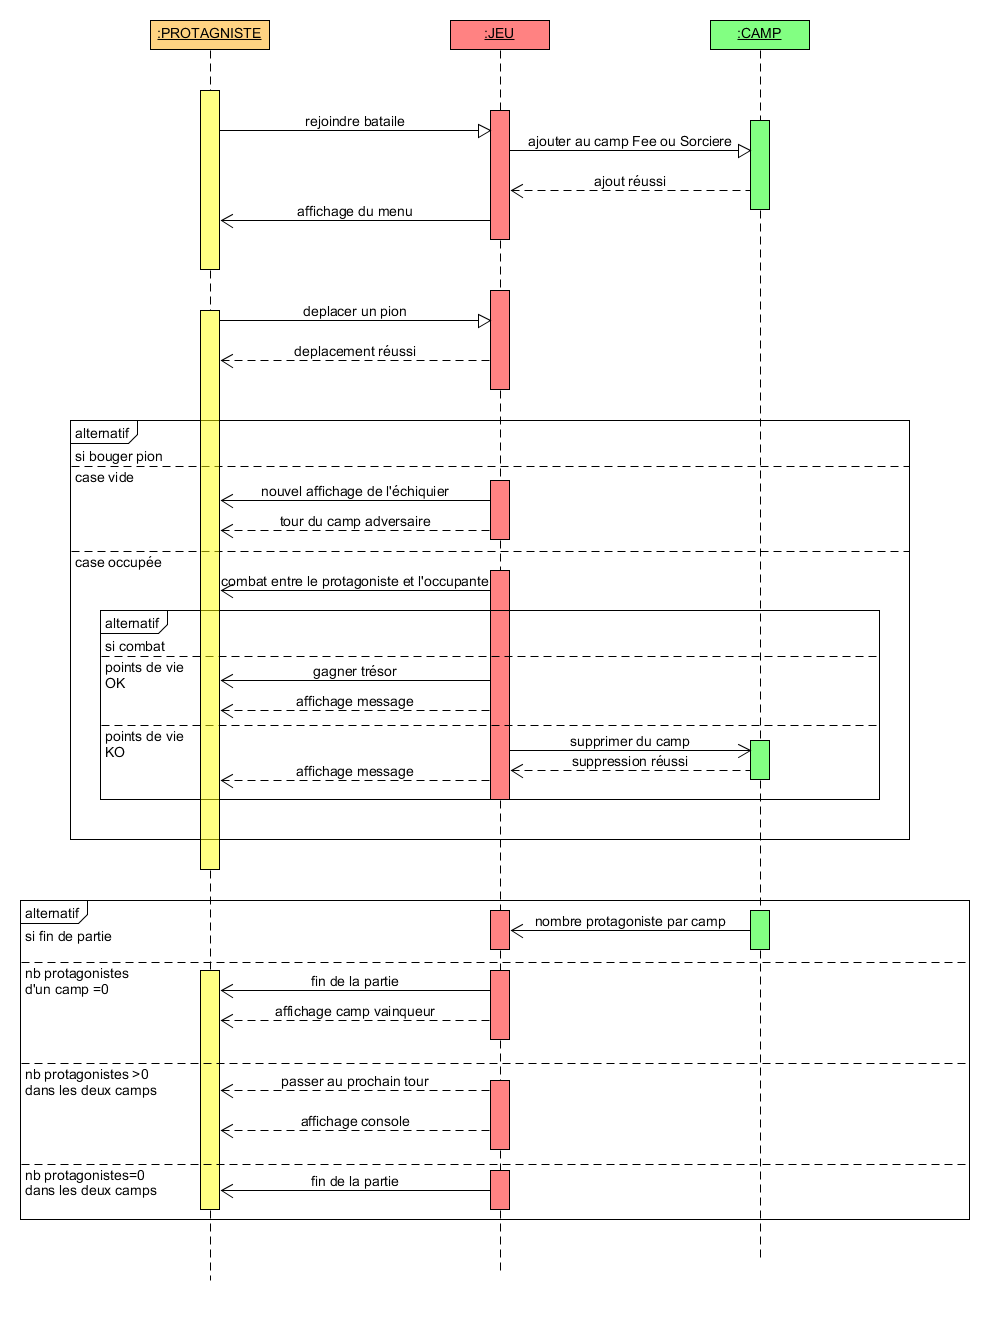 :PROTAGNISTE
:JEU
:CAMP
rejoindre bataile
ajouter au camp Fee ou Sorciere
ajout réussi
affichage du menu
deplacer un pion
deplacement réussi
alternatif
si bouger pion
case vide
nouvel affichage de l'échiquier
tour du camp adversaire
case occupée
combat entre le protagoniste et l'occupante
alternatif
si combat
points de vie
OK
gagner trésor
affichage message
points de vie
KO
supprimer du camp
suppression réussi
affichage message
alternatif
si fin de partie
nombre protagoniste par camp
nb protagonistes
d'un camp =0
fin de la partie
affichage camp vainqueur
nb protagonistes >0
dans les deux camps
passer au prochain tour
affichage console
nb protagonistes=0
dans les deux camps
fin de la partie